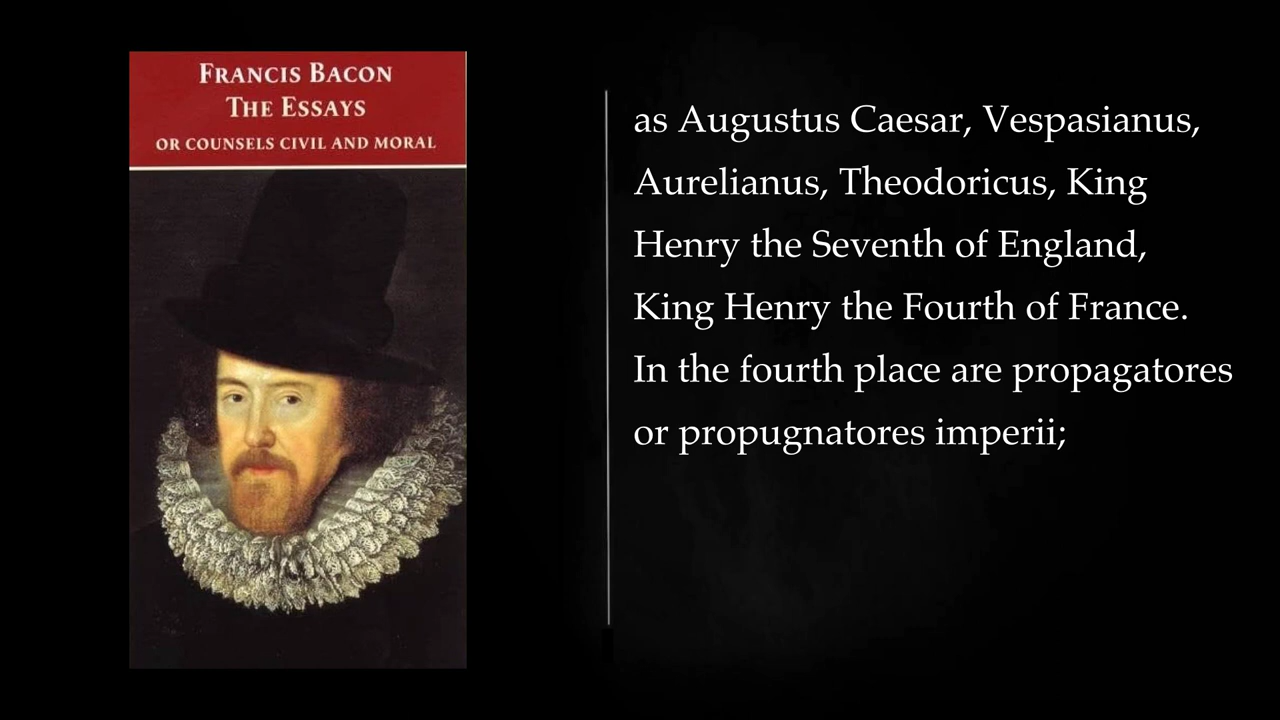 FRANCIS BACON
THE ESSAYS
OR COUNSELS CIVIL AND MORAL
as Augustus Caesar, Vespasianus,
Aurelianus, Theodoricus, King
Henry the Seventh of England,
King Henry the Fourth of France.
In the fourth place are propagatores
or propugnatores imperii;